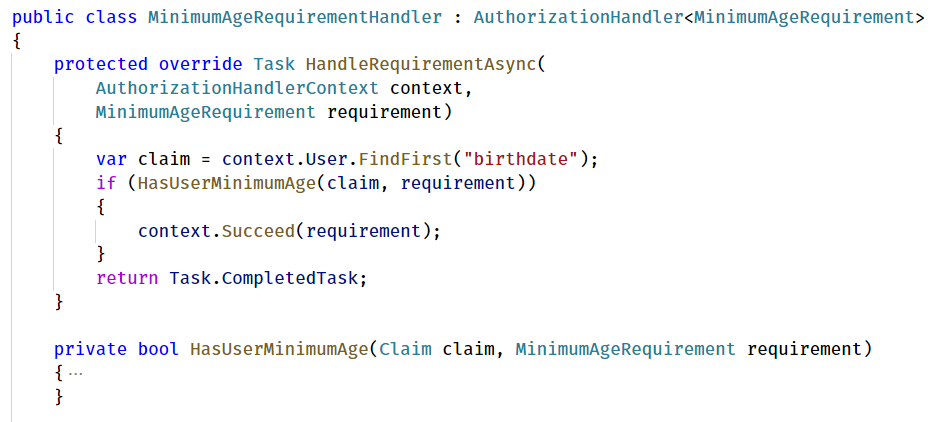 public class MinimumAgeRequirementHandler : AuthorizationHandler<MinimumAgeRequirement>
{
    protected override Task HandleRequirementAsync(
        AuthorizationHandlerContext context,
        MinimumAgeRequirement requirement)
    {
        var claim = context.User.FindFirst("birthdate");
        if (HasUserMinimumAge(claim, requirement))
        {
            context.Succeed(requirement);
        }
        return Task.CompletedTask;
    }

    private bool HasUserMinimumAge(Claim claim, MinimumAgeRequirement requirement)
    { ...
    }